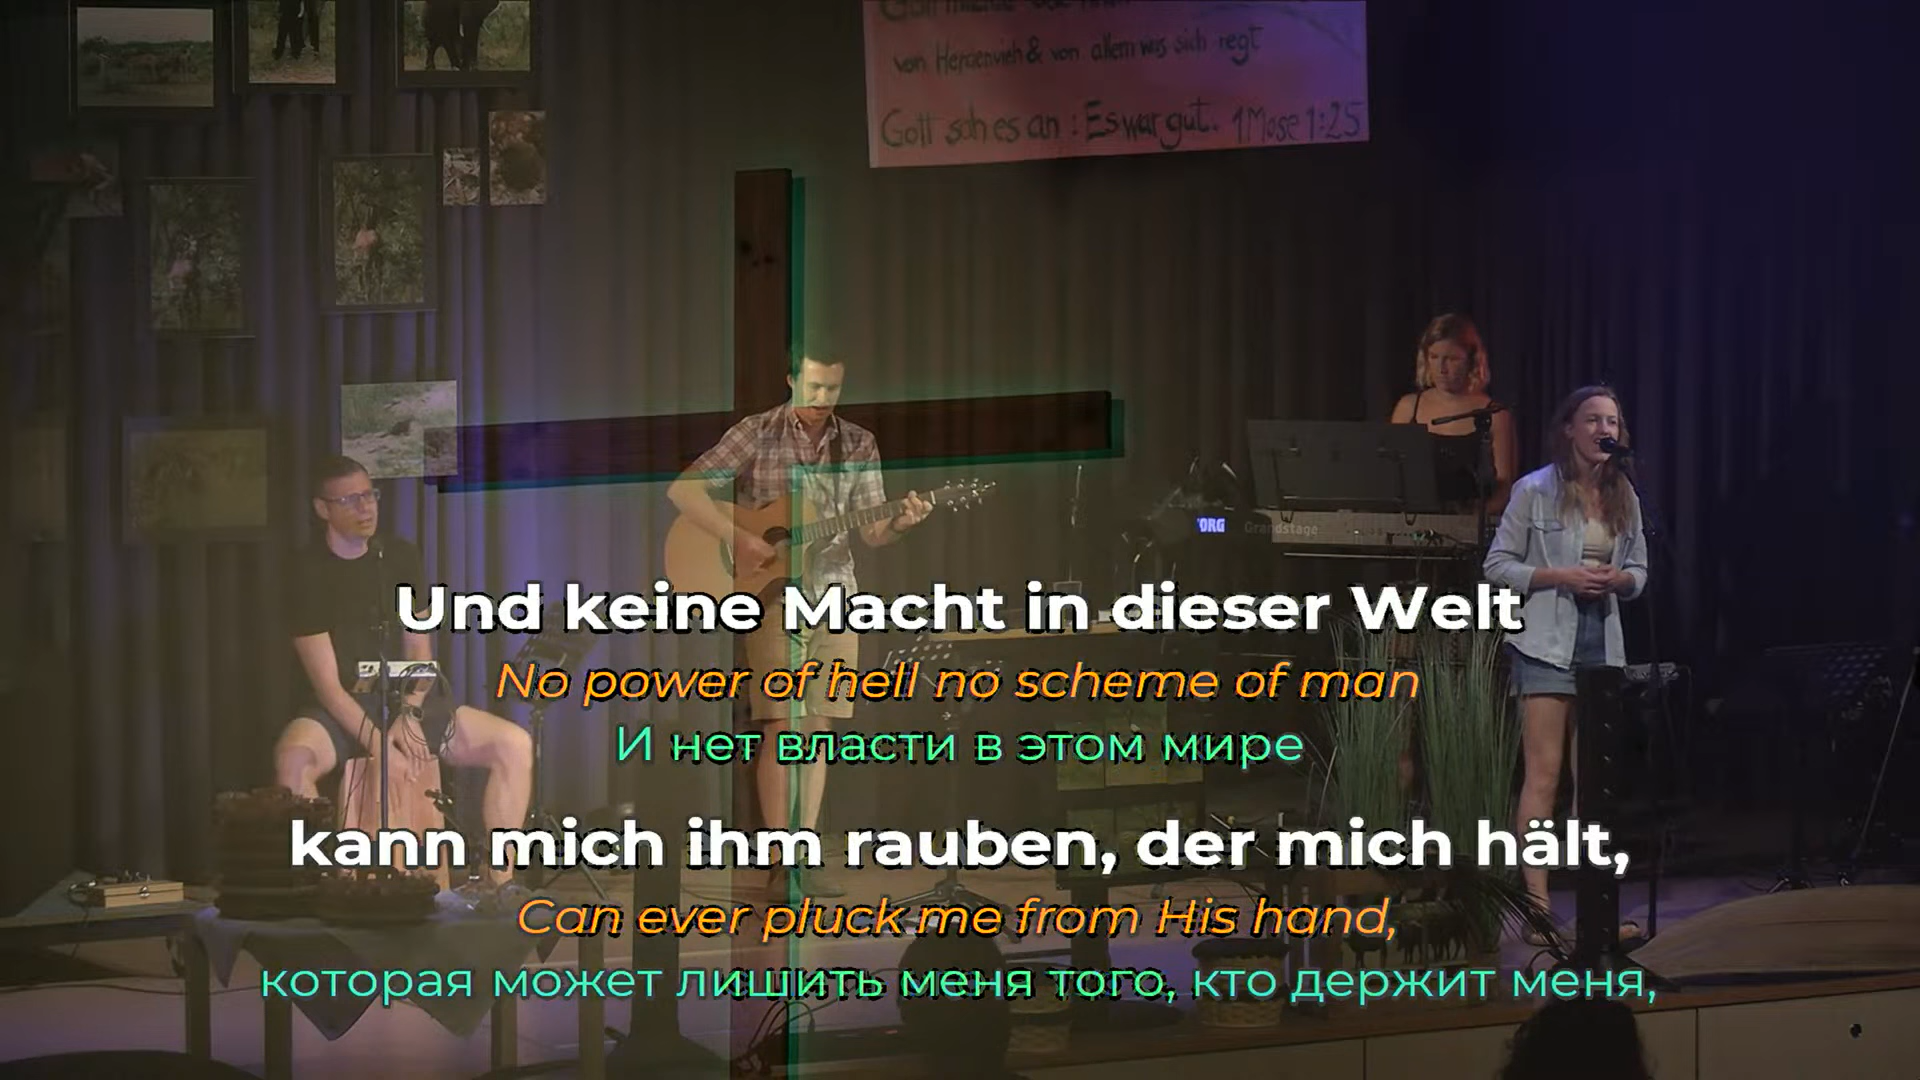 von Herdenvieh & von allem was sich regt
Gott sah es an : Es war gut. 1 Mose 1:25
ORG Grandstage
Und keine Macht in dieser Welt
No power of hell no scheme of man
И нет власти в этом мире
kann mich ihm rauben, der mich hält,
Can ever pluck me from His hand,
которая может лишить меня того, кто держит меня,